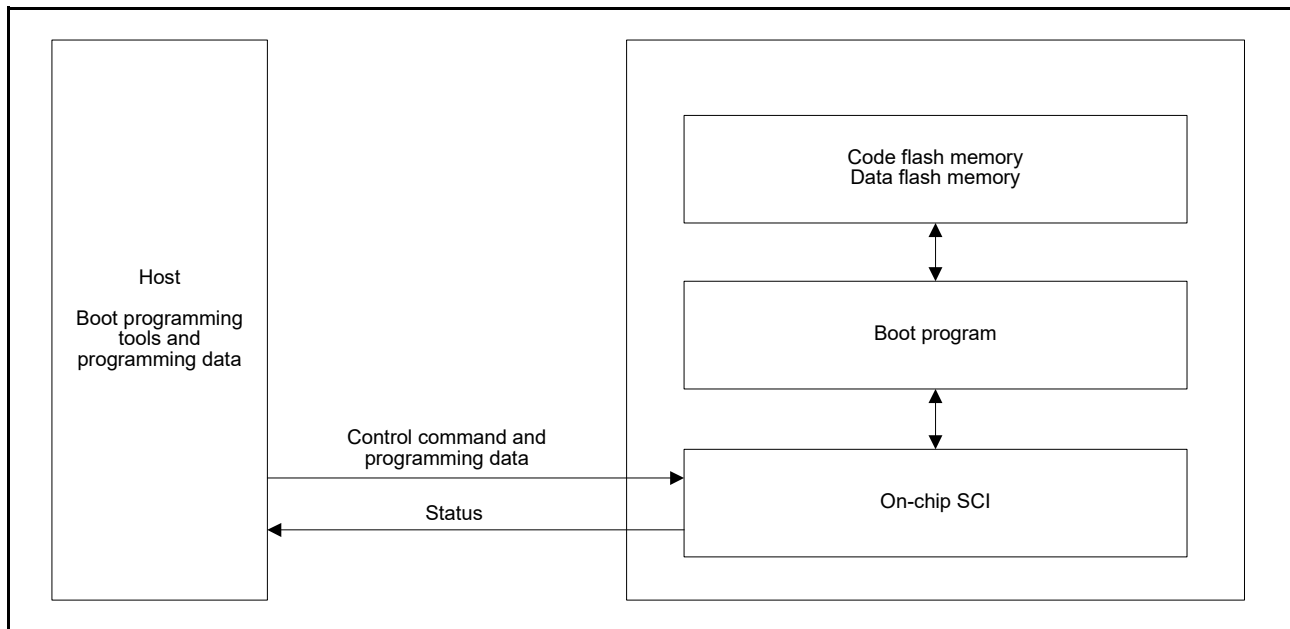 Host
Boot programming
tools and
programming data
Control command and
programming data
Status
Code flash memory
Data flash memory
Boot program
On-chip SCI